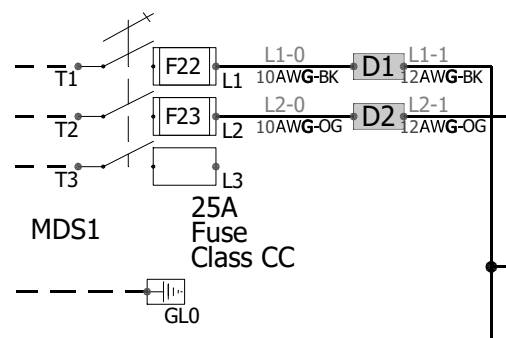 L1-0 L1-1
F22 D1
T1 L1 10AWG-BK 12AWG-BK
L2-0 L2-1
F23 D2
T2 L2 10AWG-OG 12AWG-OG
T3 L3
MDS1
25A
Fuse
Class CC
GL0